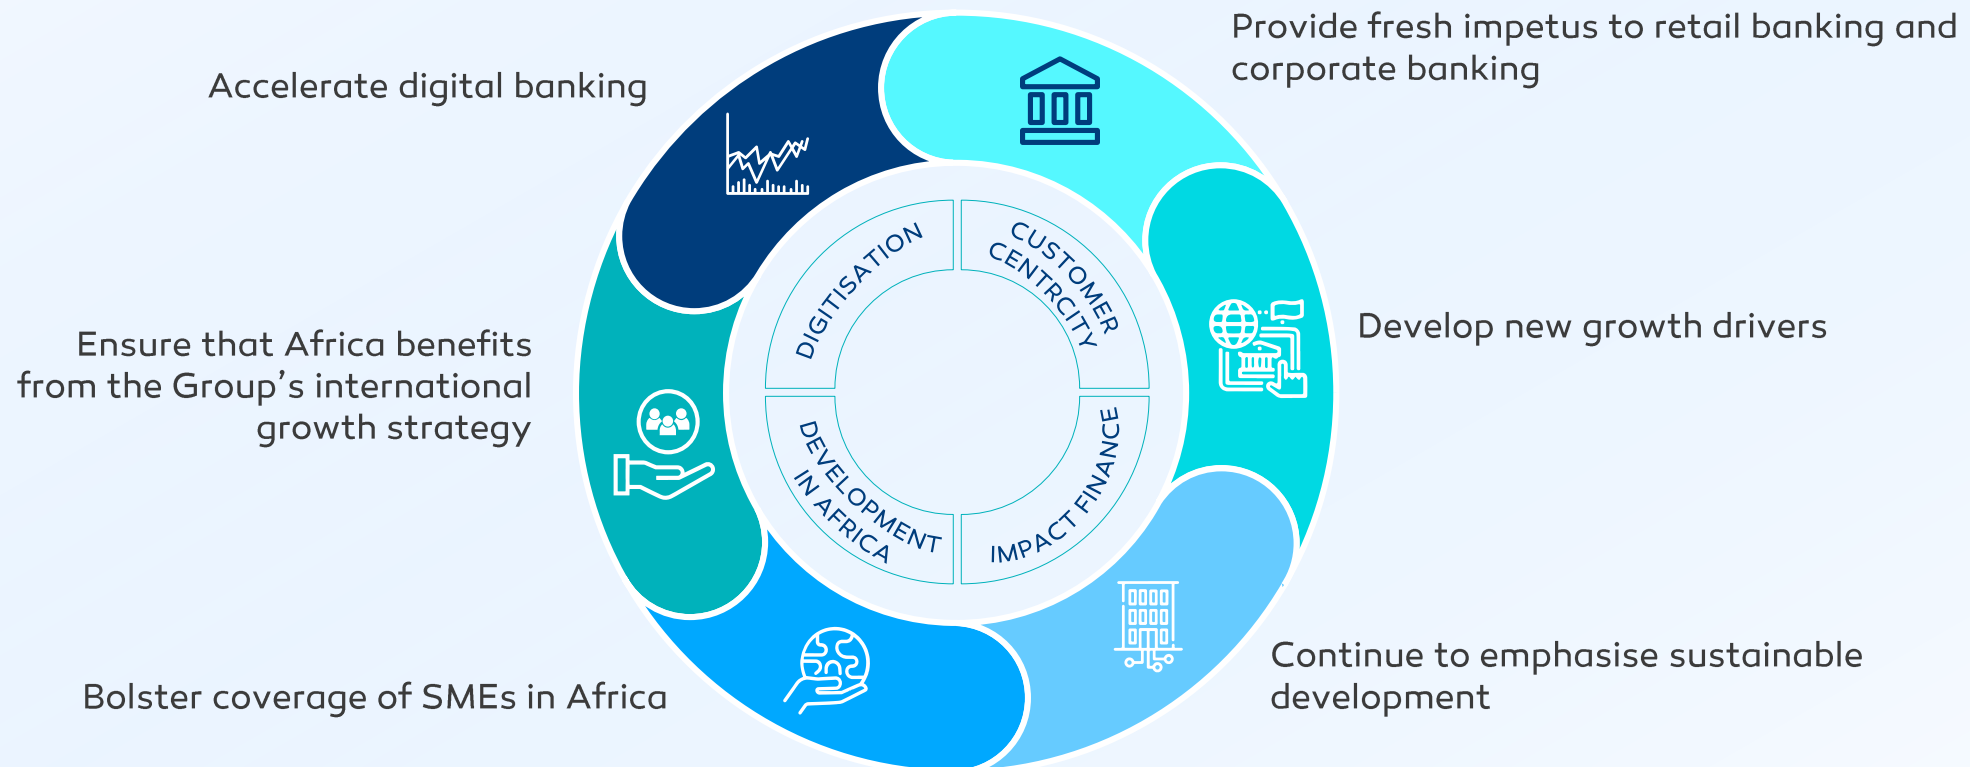 Accelerate digital banking
Provide fresh impetus to retail banking and
corporate banking
Ensure that Africa benefits
from the Group’s international
growth strategy
Develop new growth drivers
Bolster coverage of SMEs in Africa
Continue to emphasise sustainable
development
DIGITISATION
CUSTOMER
CENTRCITY
DEVELOPMENT
IN AFRICA
IMPACT FINANCE